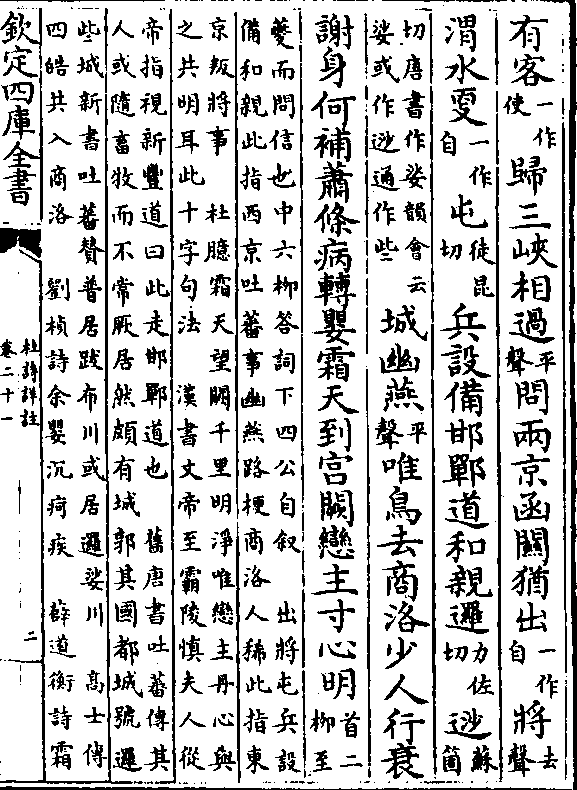 有客一作使歸三峽相過平聲問兩京函關猶出一作自將去聲
渭水更一作自屯徒昆切兵設備邯鄲道和親邏力佐切逤蘇箇
切唐書作娑韻會云娑或作逤通作些城幽燕平聲唯鳥去商洛少人行衰
謝身何補蕭條病轉嬰霜天到宮闕戀主寸心明首二柳至
夔而問信也中六柳答詞下四公自叙 出將屯兵設
備和親此指西京吐蕃事幽燕路梗商洛人稀此指東
京叛將事 杜臆霜天望闕千里明淨唯戀主丹心與
之共明耳此十字句法 漢書文帝至霸陵慎夫人從
帝指視新豐道曰此走邯鄲道也 舊唐書吐蕃傳其
人或隨畜牧而不常厥居然頗有城郭其國都城號邏
些城新書吐蕃贊普居跋布川或居邏娑川 高士傳
四皓共入商洛 劉楨詩余嬰沉痾疾 薛道衡詩霜
欽定四庫全書
杜詩詳註
卷二十一
二